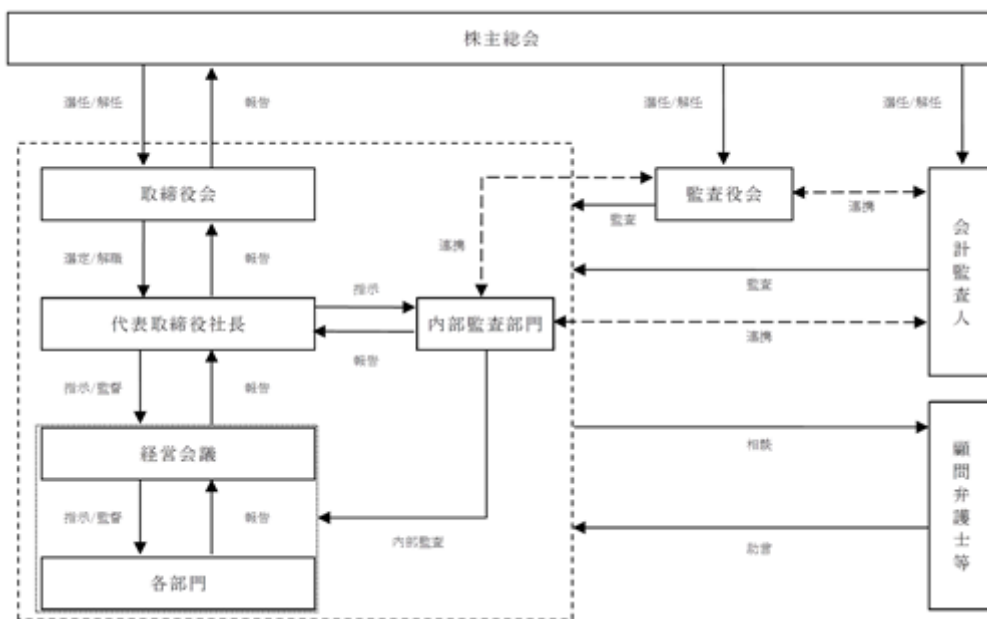 株主総会
選任/解任
報告
選任/解任
選任/解任
取締役会
監査役会
連携
監査
会計監査人
選定/解職
報告
連携
監査
指示
代表取締役社長
内部監査部門
報告
連携
指示/監督
報告
経営会議
相談
顧問弁護士等
指示/監督
報告
内部監査
助言
各部門